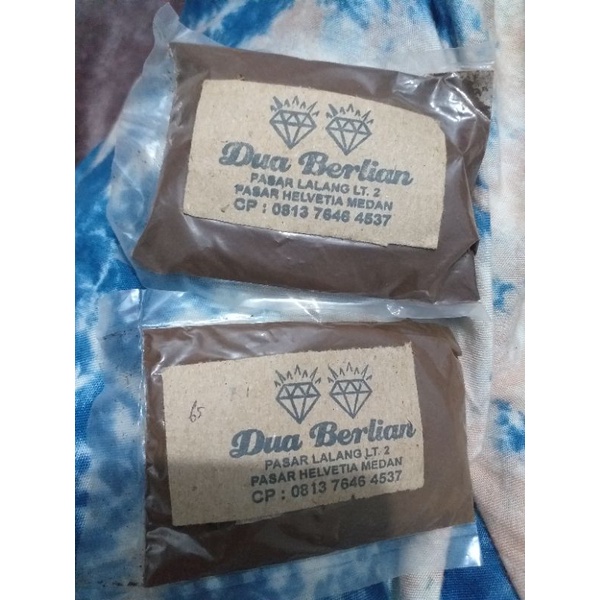 Dua Berlian
PASAR LALANG LT. 2
PASAR HELVETIA MEDAN
CP : 0813 7646 4537
65
Dua Berlian
PASAR LALANG LT. 2
PASAR HELVETIA MEDAN
CP : 0813 7646 4537